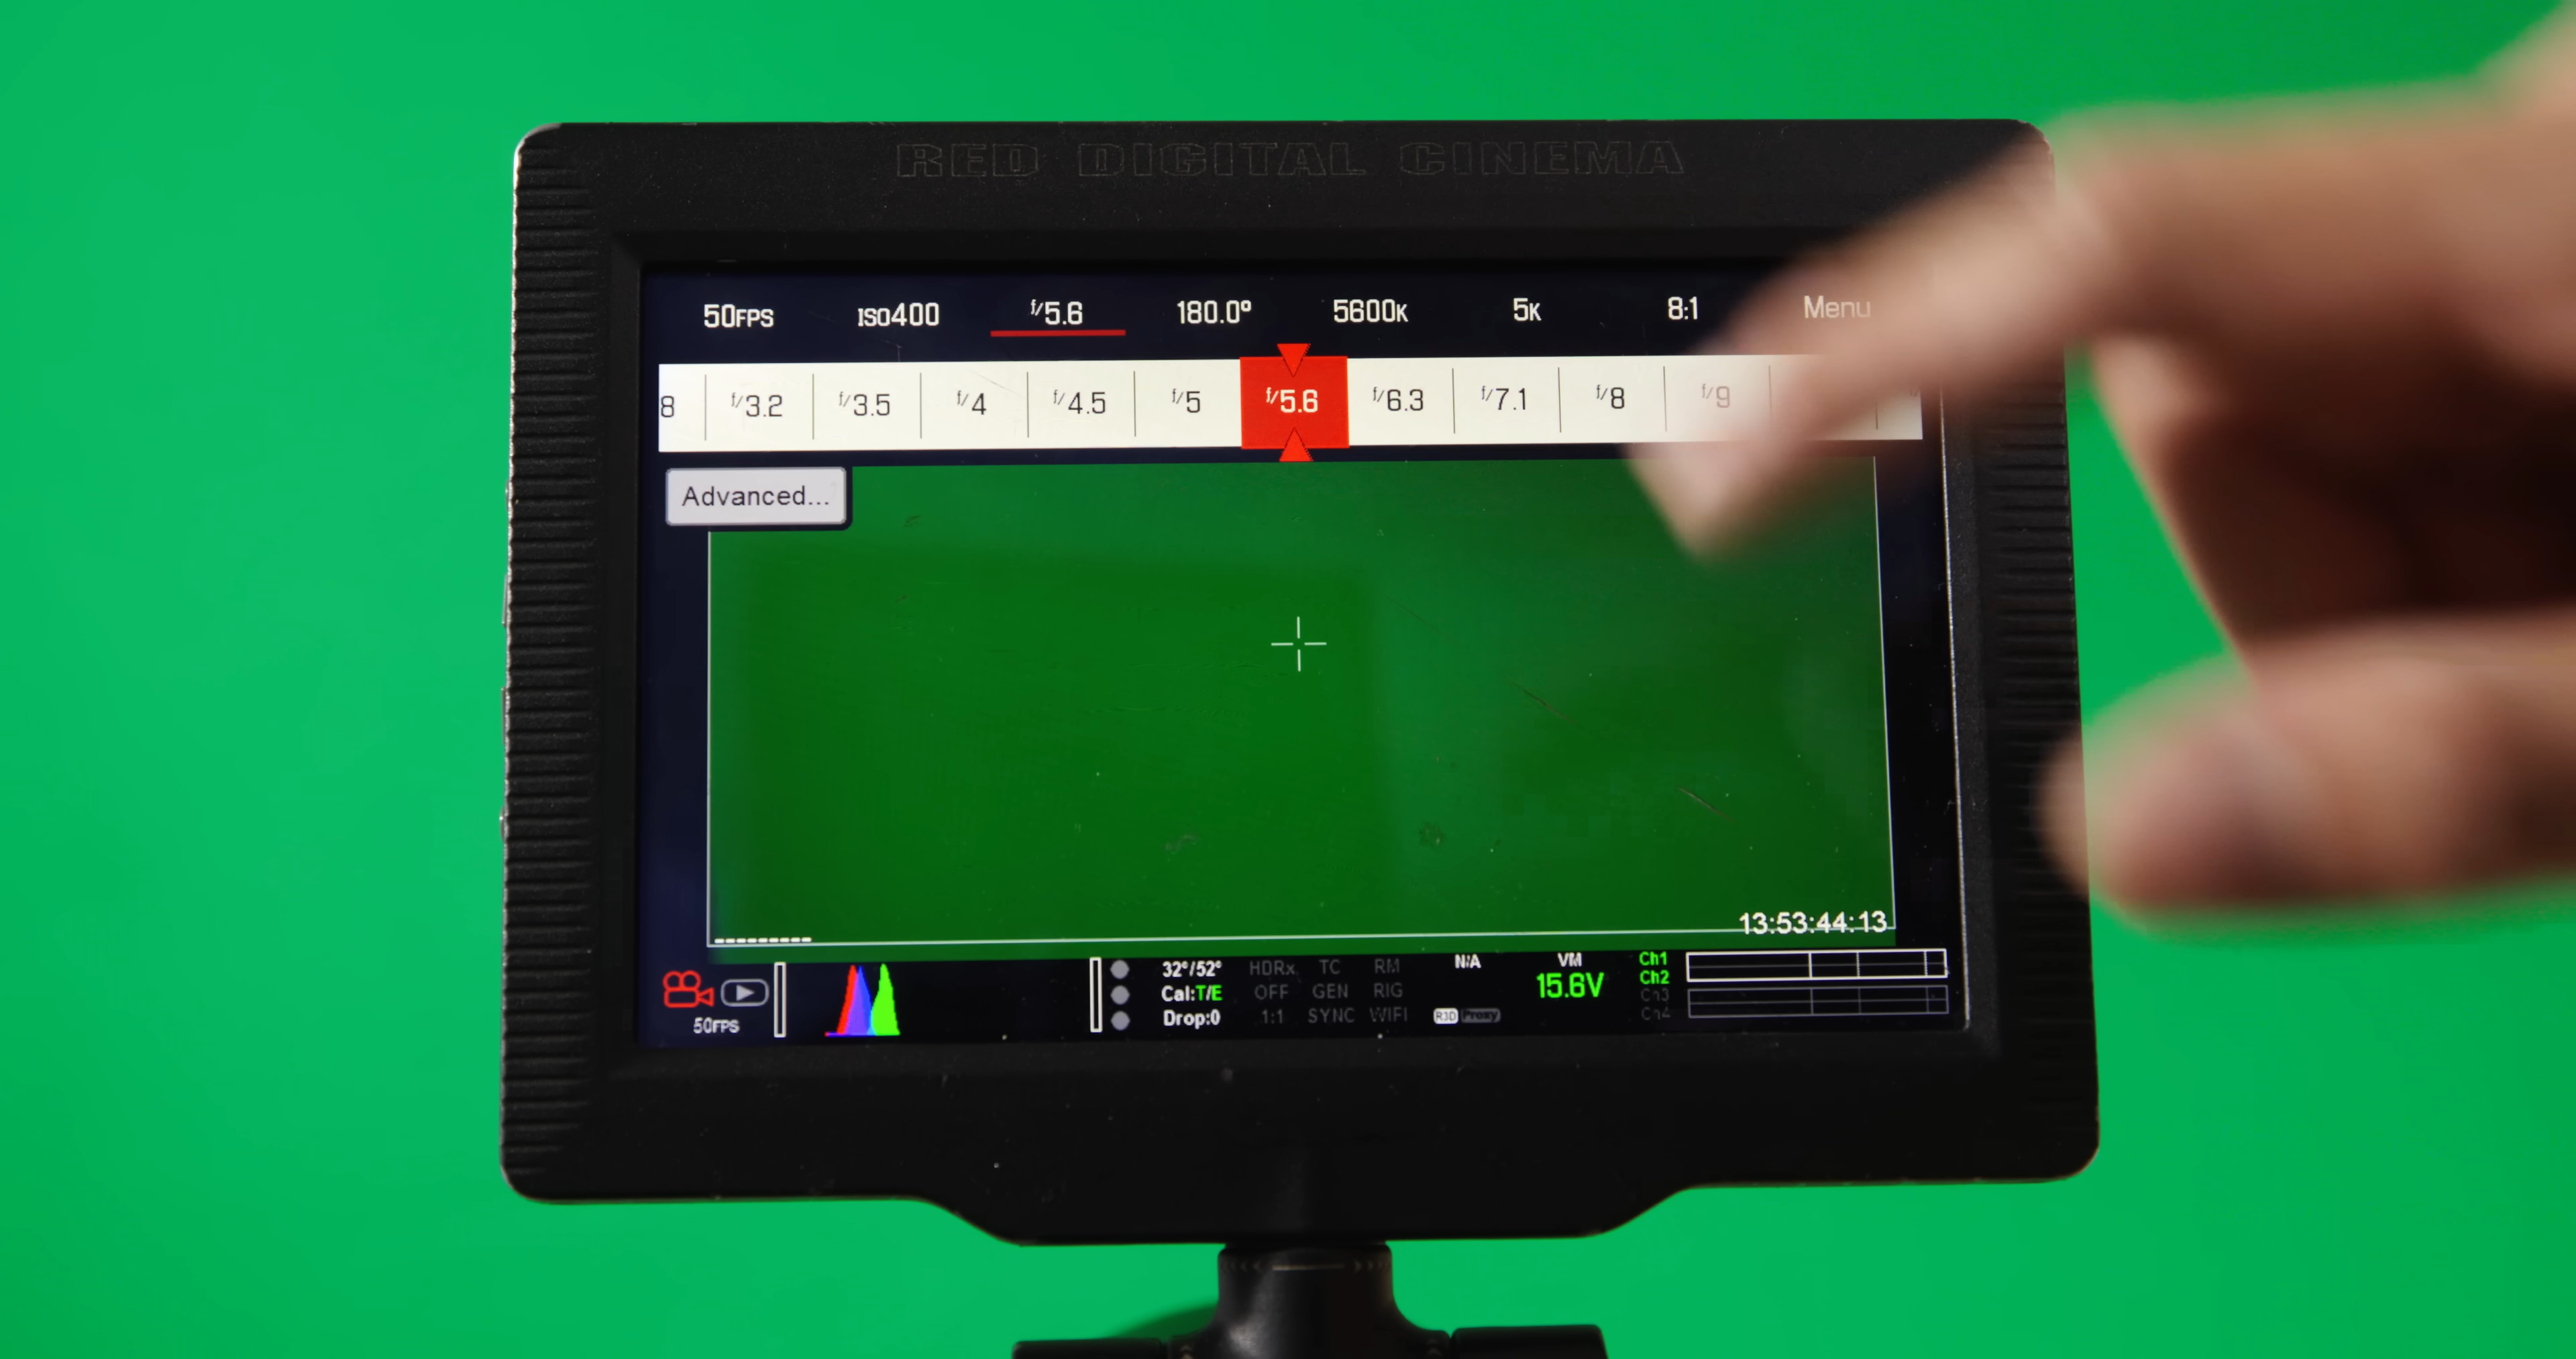 RED DIGITAL CINEMA
50FPS ISO400 f/5.6 180.0° 5600K 5K 8:1 Menu
8 f/3.2 f/3.5 f/4 f/4.5 f/5 f/5.6 f/6.3 f/7.1 f/8 f/9
Advanced...
13:53:44:13
32°/52° HDRx TC RM N/A VM Ch1
Cal:T/E OFF GEN RIG 15.6V Ch2
Ch3
50FPS Drop:0 1:1 SYNC WIFI R3D Proxy Ch4